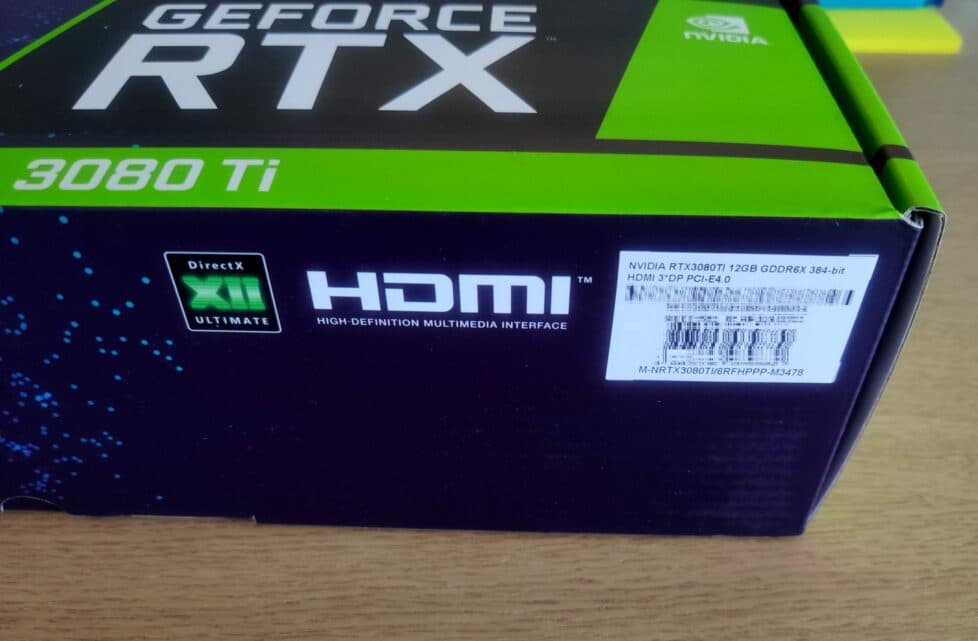 GEFORCE
RTX
NVIDIA
3080 Ti
DirectX
XII
ULTIMATE
HDMI™
HIGH-DEFINITION MULTIMEDIA INTERFACE
NVIDIA RTX3080TI 12GB GDDR6X 384-bit
HDMI 3*DP PCI-E4.0
M-NRTX3080TI/6RFHPPP-M3478